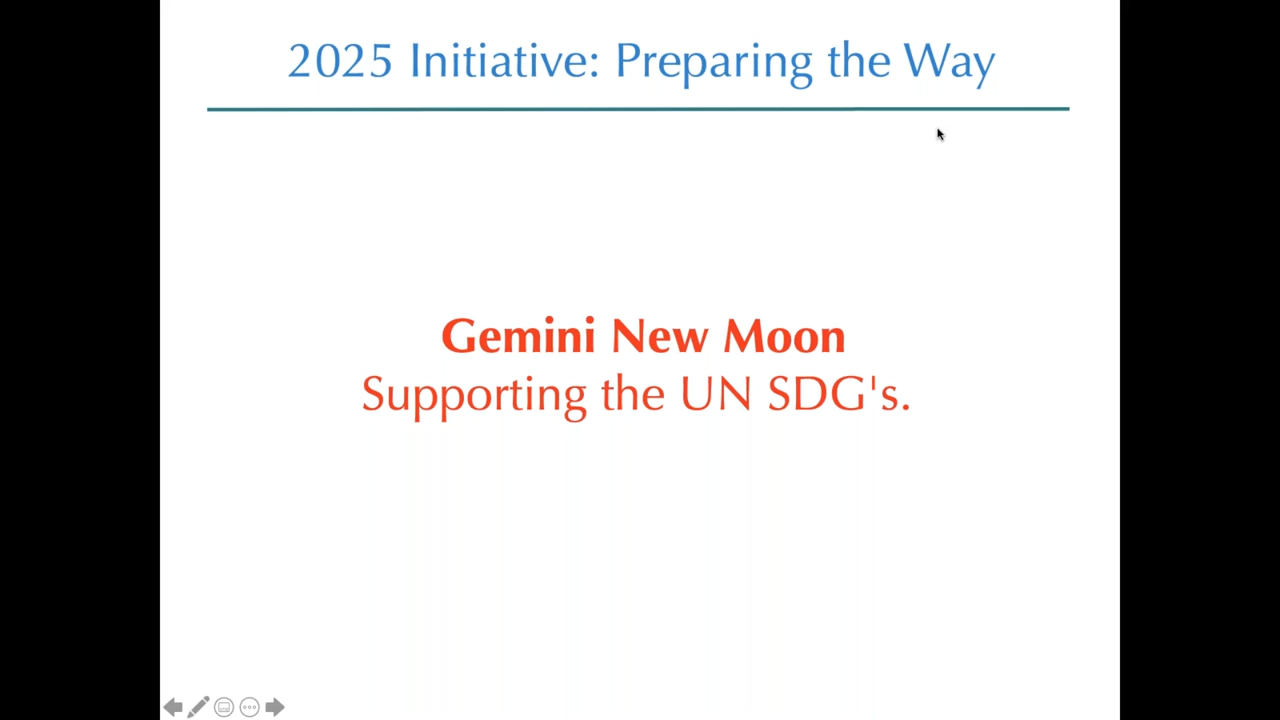 2025 Initiative: Preparing the Way
Gemini New Moon
Supporting the UN SDG's.